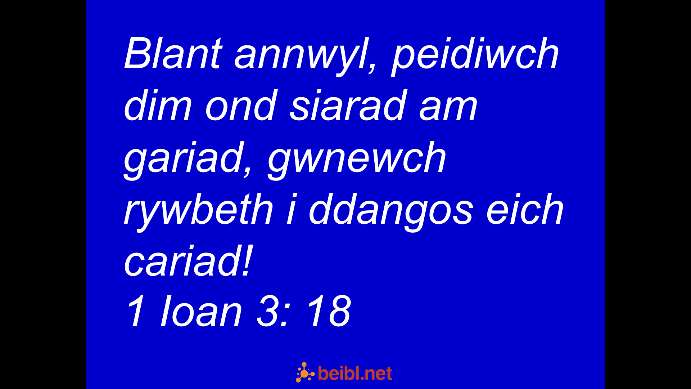 Blant annwyl, peidiwch
dim ond siarad am
gariad, gwnewch
rywbeth i ddangos eich
cariad!
1 Ioan 3: 18
beibl.net